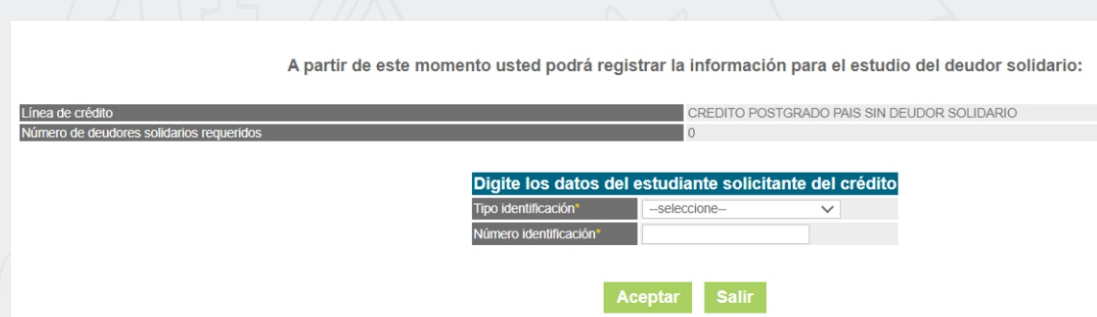 A partir de este momento usted podrá registrar la información para el estudio del deudor solidario:
Línea de crédito CREDITO POSTGRADO PAIS SIN DEUDOR SOLIDARIO
Número de deudores solidarios requeridos 0
Digite los datos del estudiante solicitante del crédito
Tipo identificación* --seleccione--
Número identificación*
Aceptar Salir